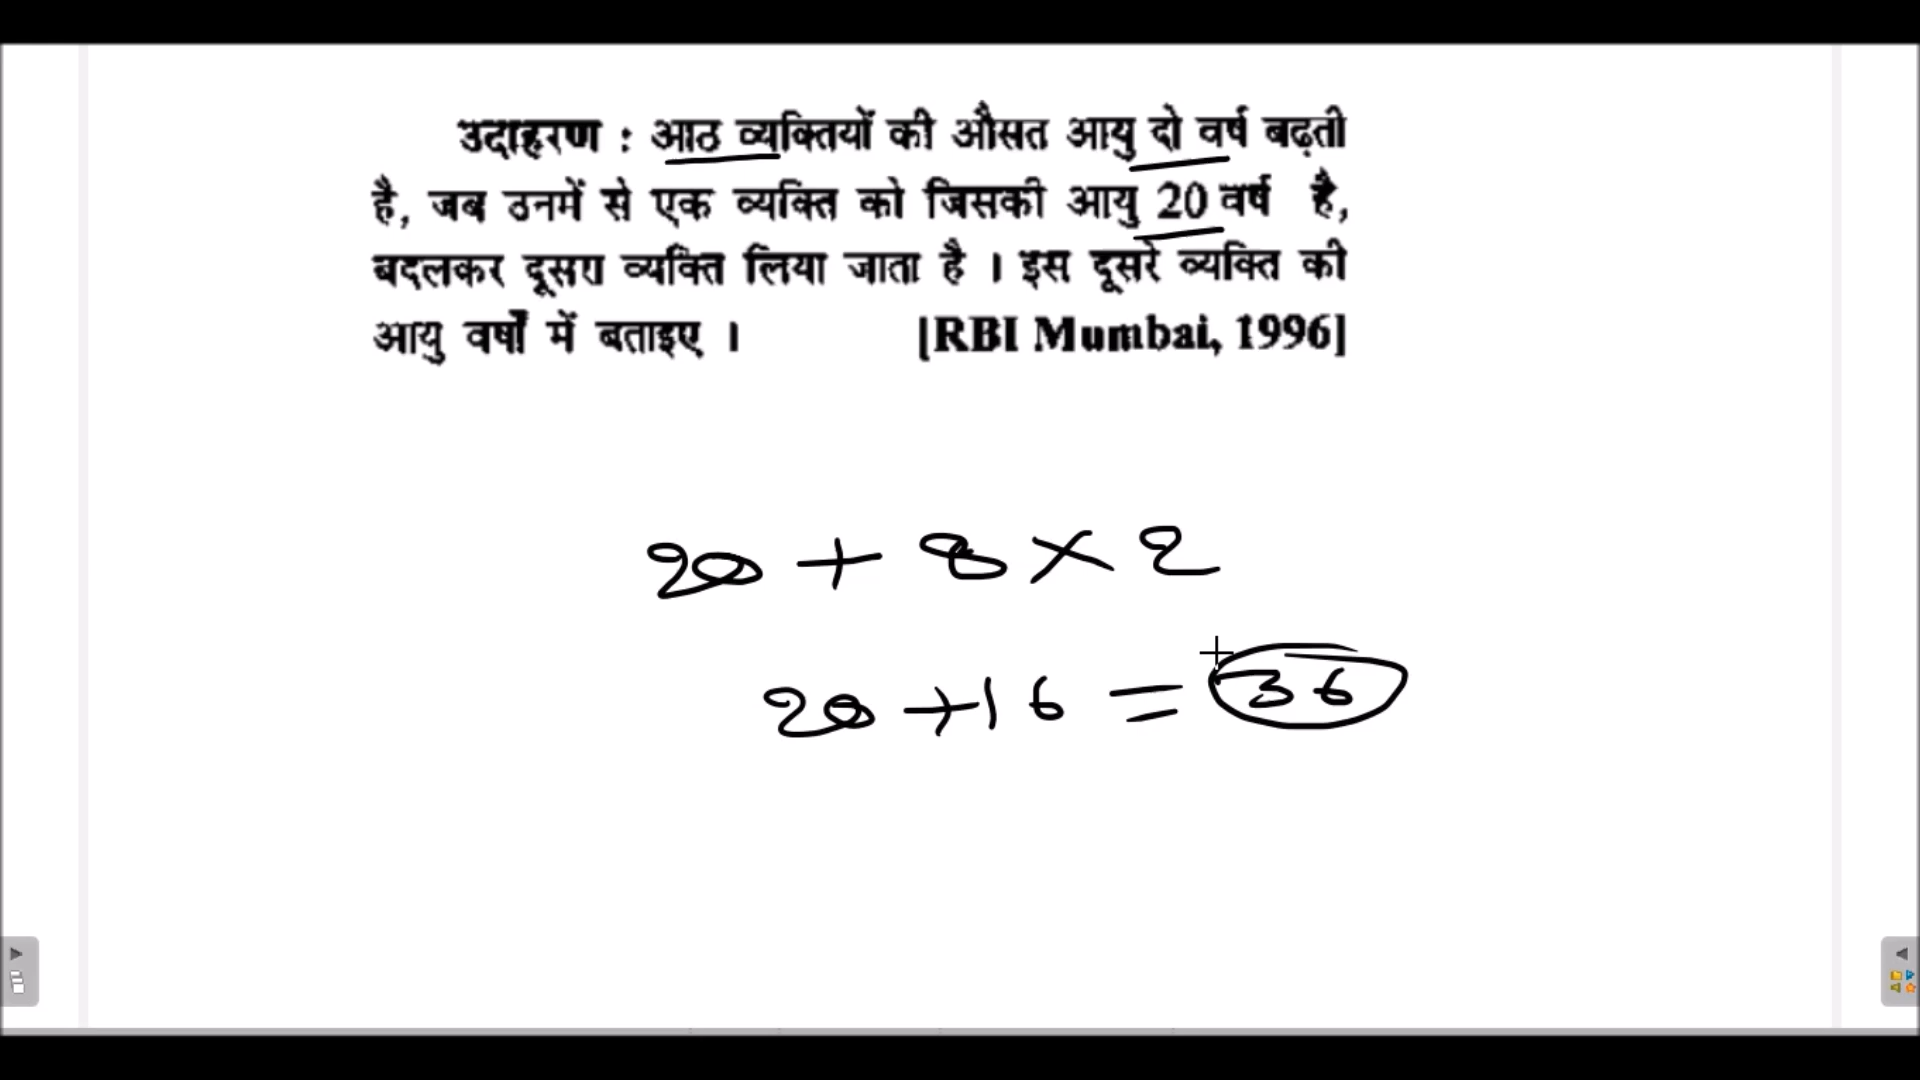 उदाहरण : आठ व्यक्तियों की औसत आयु दो वर्ष बढ़ती
है, जब उनमें से एक व्यक्ति को जिसकी आयु 20 वर्ष है,
बदलकर दूसरा व्यक्ति लिया जाता है । इस दूसरे व्यक्ति की
आयु वर्षों में बताइए । [RBI Mumbai, 1996]
20 + 8 × 2
20 + 16 = 36